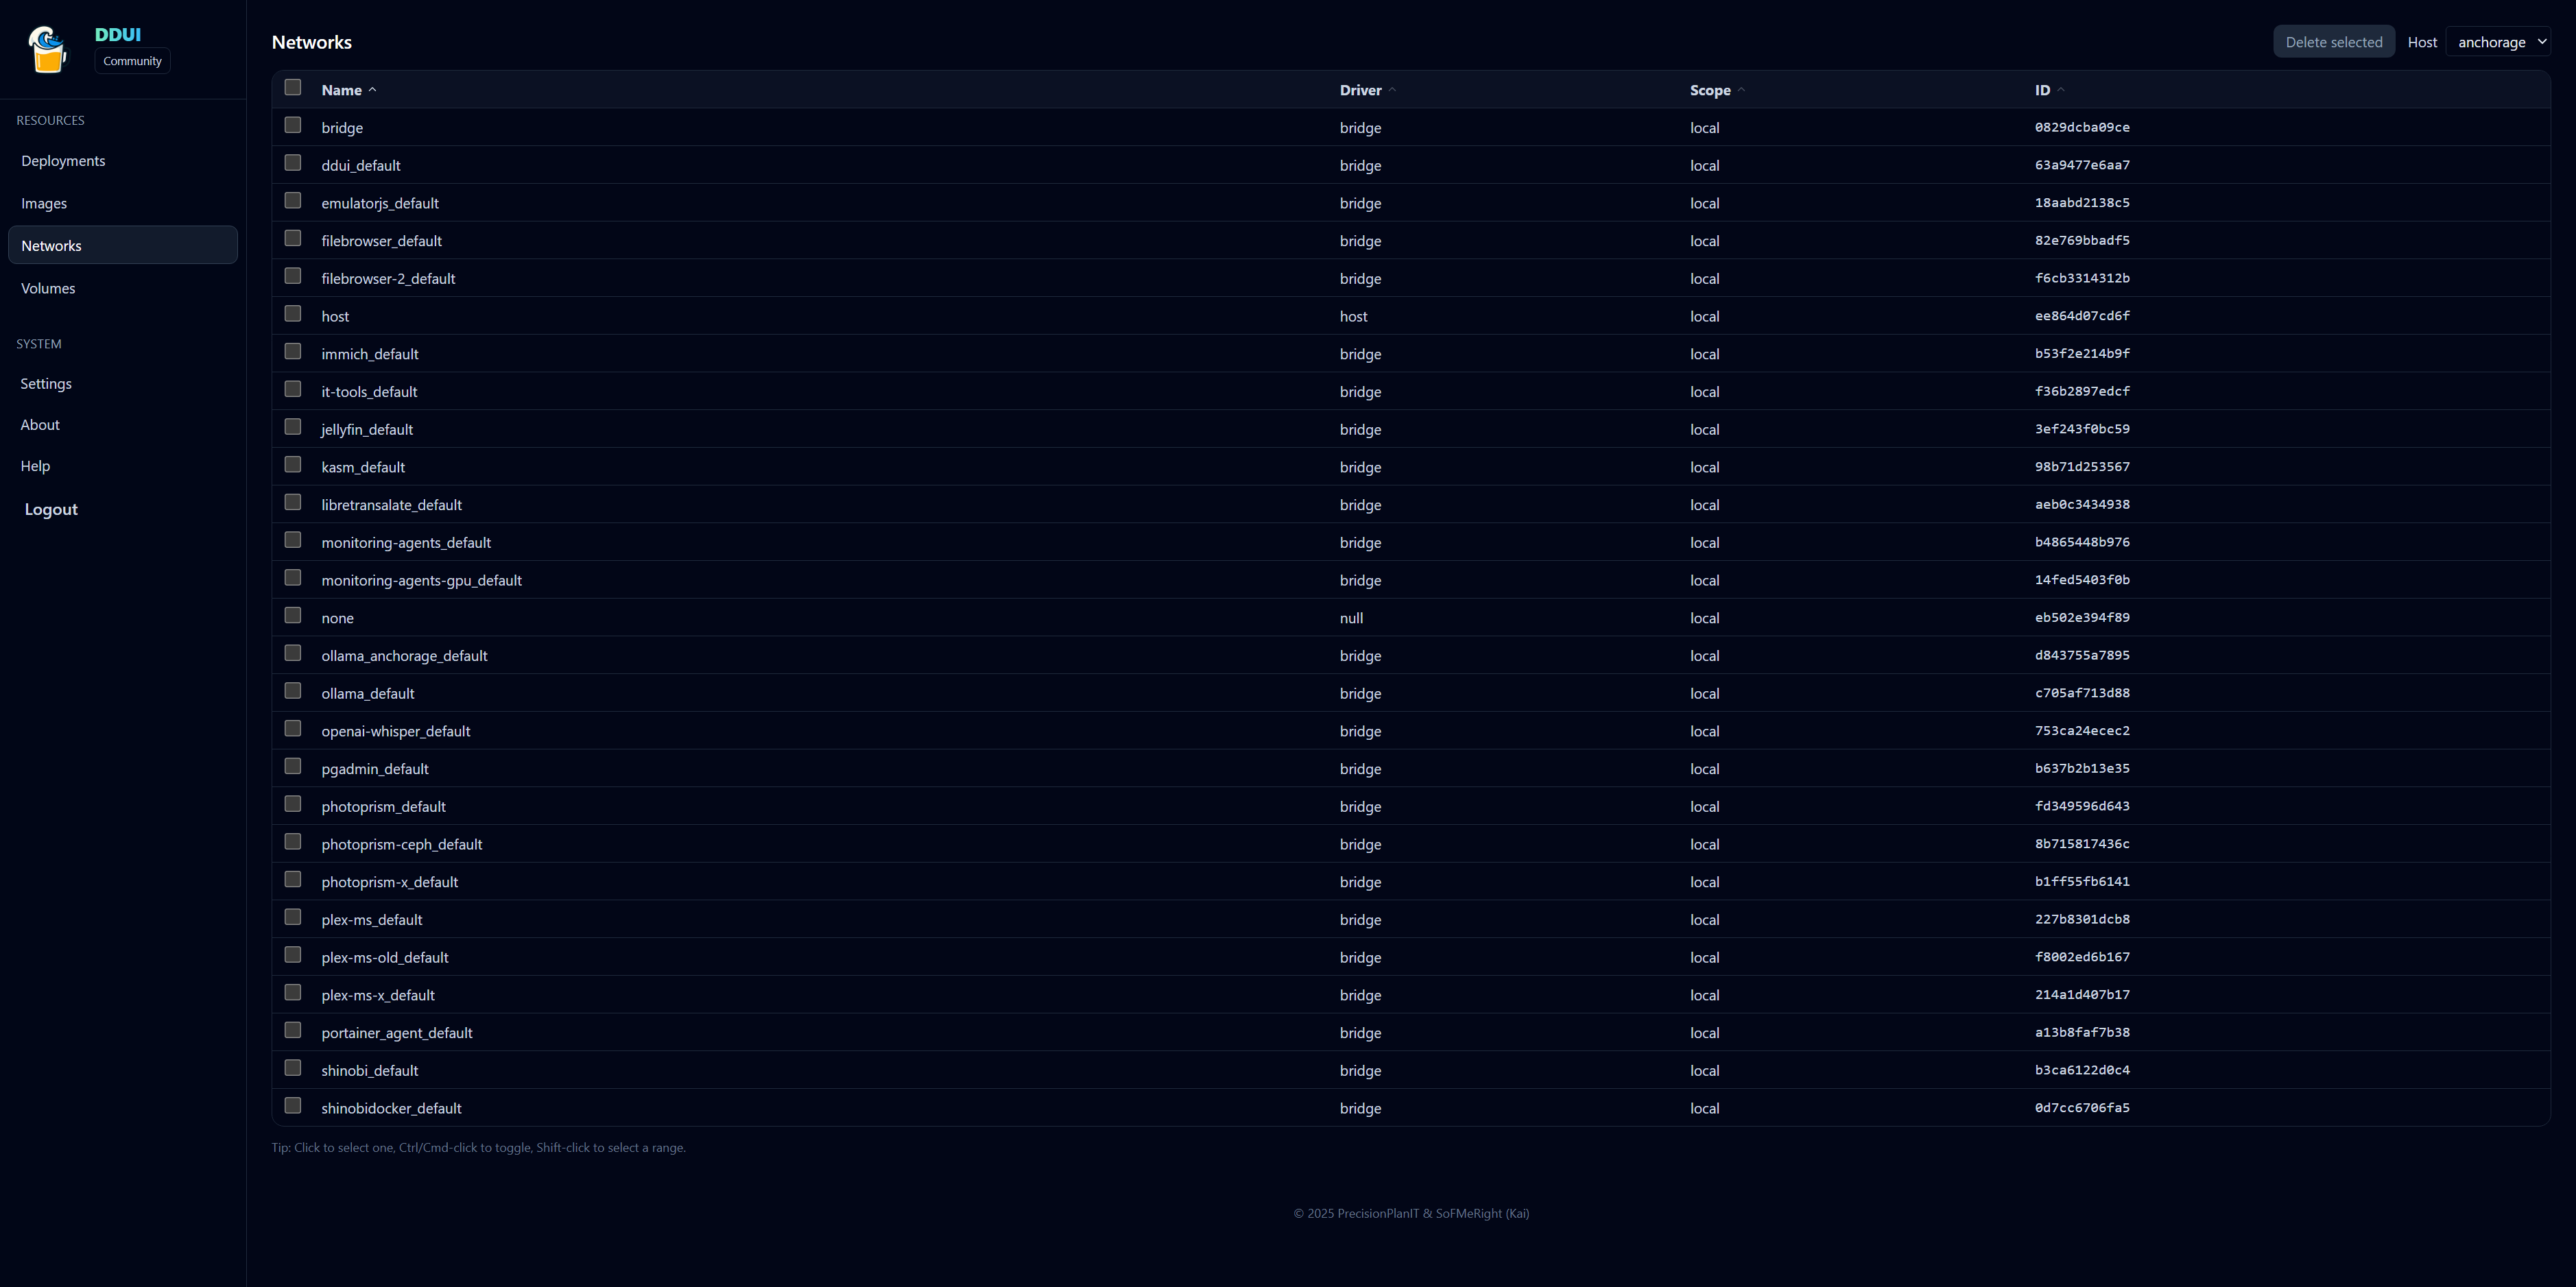 DDUI
Community
RESOURCES
Deployments
Images
Networks
Volumes
SYSTEM
Settings
About
Help
Logout
Networks
Delete selected Host anchorage
Name Driver Scope ID
bridge bridge local 0829dcba09ce
ddui_default bridge local 63a9477e6aa7
emulatorjs_default bridge local 18aabd2138c5
filebrowser_default bridge local 82e769bbadf5
filebrowser-2_default bridge local f6cb3314312b
host host local ee864d07cd6f
immich_default bridge local b53f2e214b9f
it-tools_default bridge local f36b2897edcf
jellyfin_default bridge local 3ef243f0bc59
kasm_default bridge local 98b71d253567
libretransalate_default bridge local aeb0c3434938
monitoring-agents_default bridge local b4865448b976
monitoring-agents-gpu_default bridge local 14fed5403f0b
none null local eb502e394f89
ollama_anchorage_default bridge local d843755a7895
ollama_default bridge local c705af713d88
openai-whisper_default bridge local 753ca24ecec2
pgadmin_default bridge local b637b2b13e35
photoprism_default bridge local fd349596d643
photoprism-ceph_default bridge local 8b715817436c
photoprism-x_default bridge local b1ff55fb6141
plex-ms_default bridge local 227b8301dcb8
plex-ms-old_default bridge local f8002ed6b167
plex-ms-x_default bridge local 214a1d407b17
portainer_agent_default bridge local a13b8faf7b38
shinobi_default bridge local b3ca6122d0c4
shinobidocker_default bridge local 0d7cc6706fa5
Tip: Click to select one, Ctrl/Cmd-click to toggle, Shift-click to select a range.
© 2025 PrecisionPlanIT & SoFMeRight (Kai)